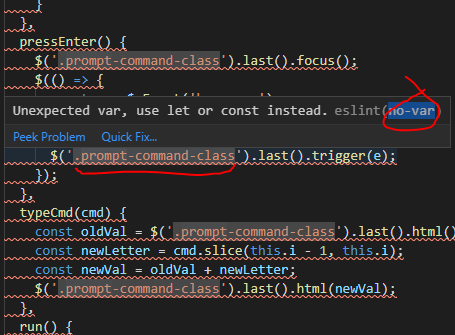 }
},
pressEnter() {
$('.prompt-command-class').last().focus();
$(() => {
Unexpected var, use let or const instead. eslint(no-var)
Peek Problem Quick Fix...
$('.prompt-command-class').last().trigger(e);
});
},
typeCmd(cmd) {
const oldVal = $('.prompt-command-class').last().html()
const newLetter = cmd.slice(this.i - 1, this.i);
const newVal = oldVal + newLetter;
$('.prompt-command-class').last().html(newVal);
},
run() {